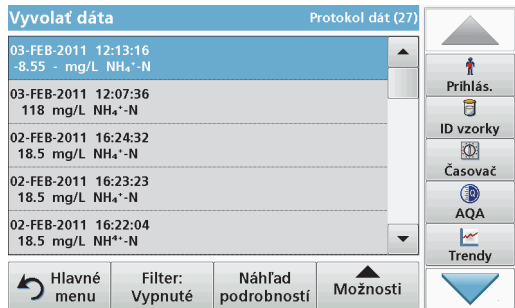 Vyvolať dáta
Protokol dát (27)
03-FEB-2011 12:13:16
-8.55 - mg/L NH₄⁺-N
03-FEB-2011 12:07:36
118 mg/L NH₄⁺-N
02-FEB-2011 16:24:32
18.5 mg/L NH₄⁺-N
02-FEB-2011 16:23:23
18.5 mg/L NH₄⁺-N
02-FEB-2011 16:22:04
18.5 mg/L NH⁴⁺-N
Hlavné
menu
Filter:
Vypnuté
Náhľad
podrobností
Možnosti
Prihlás.
ID vzorky
Časovač
AQA
Trendy